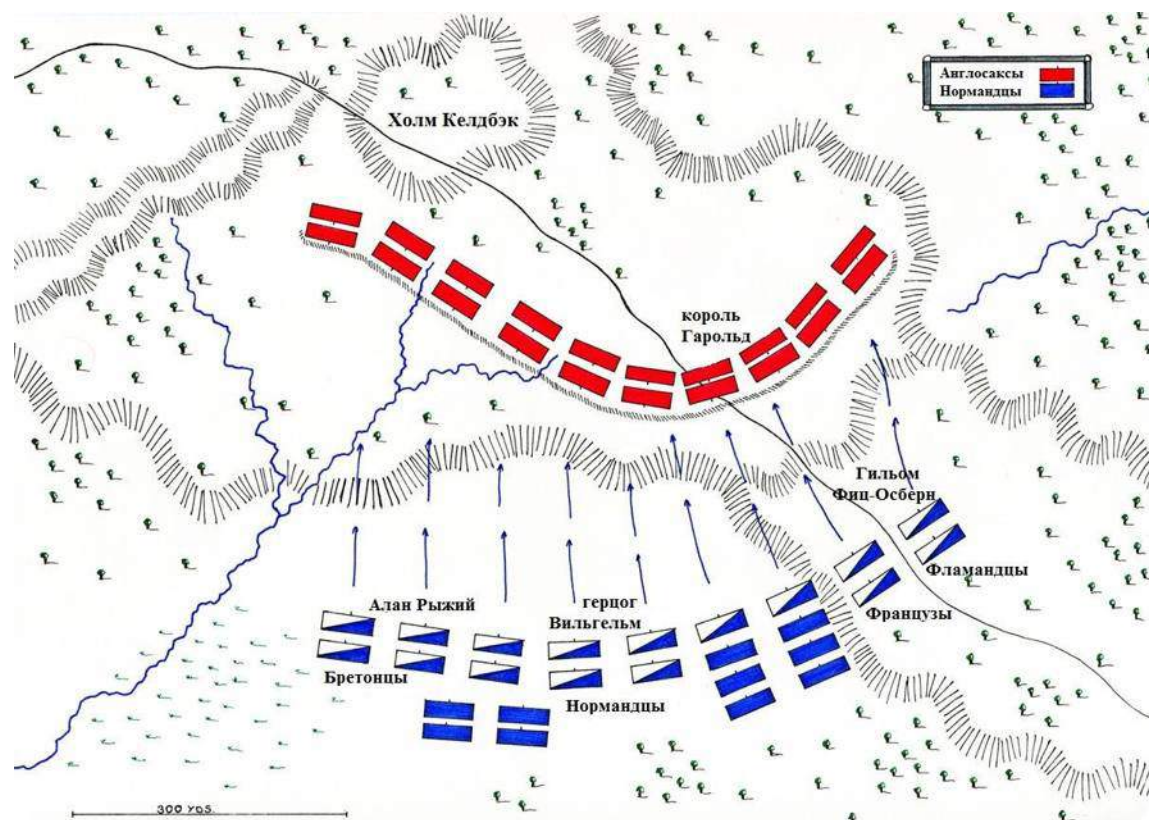 Англосаксы
Нормандцы
Холм Келдбэк
король
Гарольд
Гильом
Фиц-Осберн
Фламандцы
Французы
Алан Рыжий
герцог
Вильгельм
Бретонцы
Нормандцы
300 YDS.